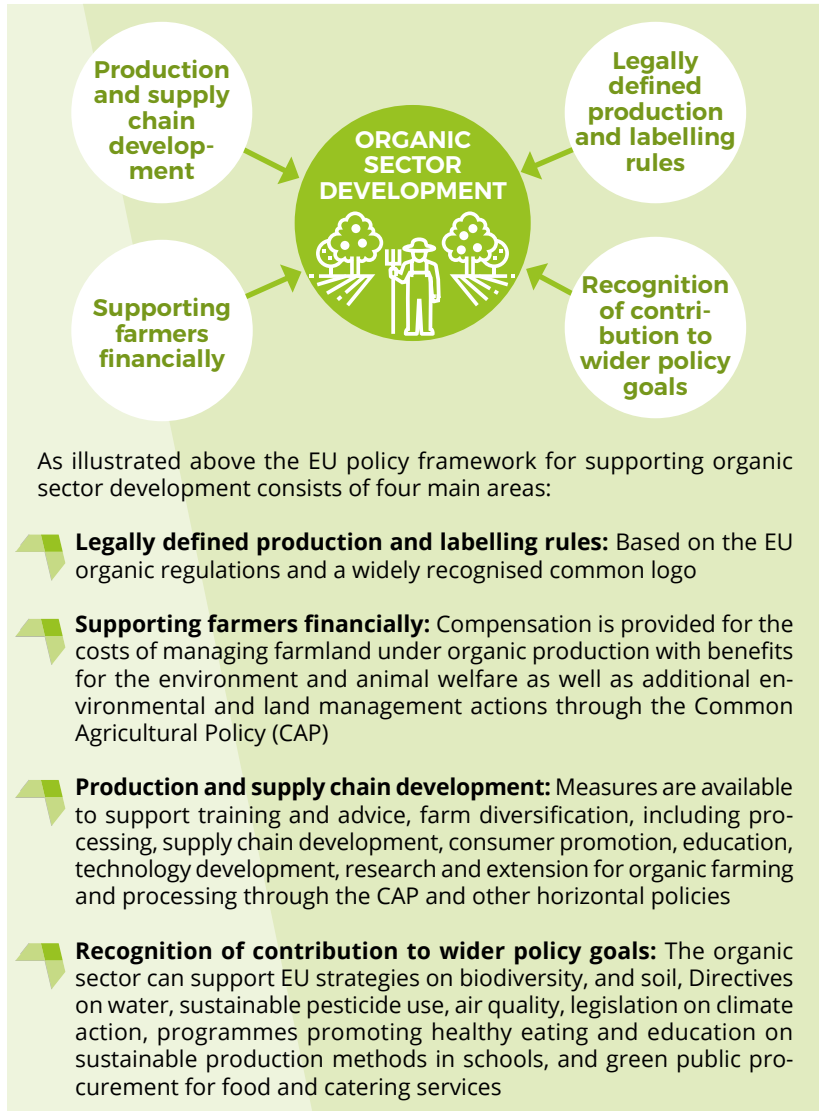 Production
and supply
chain
develop-
ment
Legally
defined
production
and labelling
rules
ORGANIC
SECTOR
DEVELOPMENT
Supporting
farmers
financially
Recognition
of contri-
bution to
wider policy
goals
As illustrated above the EU policy framework for supporting organic
sector development consists of four main areas:
Legally defined production and labelling rules: Based on the EU
organic regulations and a widely recognised common logo
Supporting farmers financially: Compensation is provided for the
costs of managing farmland under organic production with benefits
for the environment and animal welfare as well as additional en-
vironmental and land management actions through the Common
Agricultural Policy (CAP)
Production and supply chain development: Measures are available
to support training and advice, farm diversification, including pro-
cessing, supply chain development, consumer promotion, education,
technology development, research and extension for organic farming
and processing through the CAP and other horizontal policies
Recognition of contribution to wider policy goals: The organic
sector can support EU strategies on biodiversity, and soil, Directives
on water, sustainable pesticide use, air quality, legislation on climate
action, programmes promoting healthy eating and education on
sustainable production methods in schools, and green public pro-
curement for food and catering services